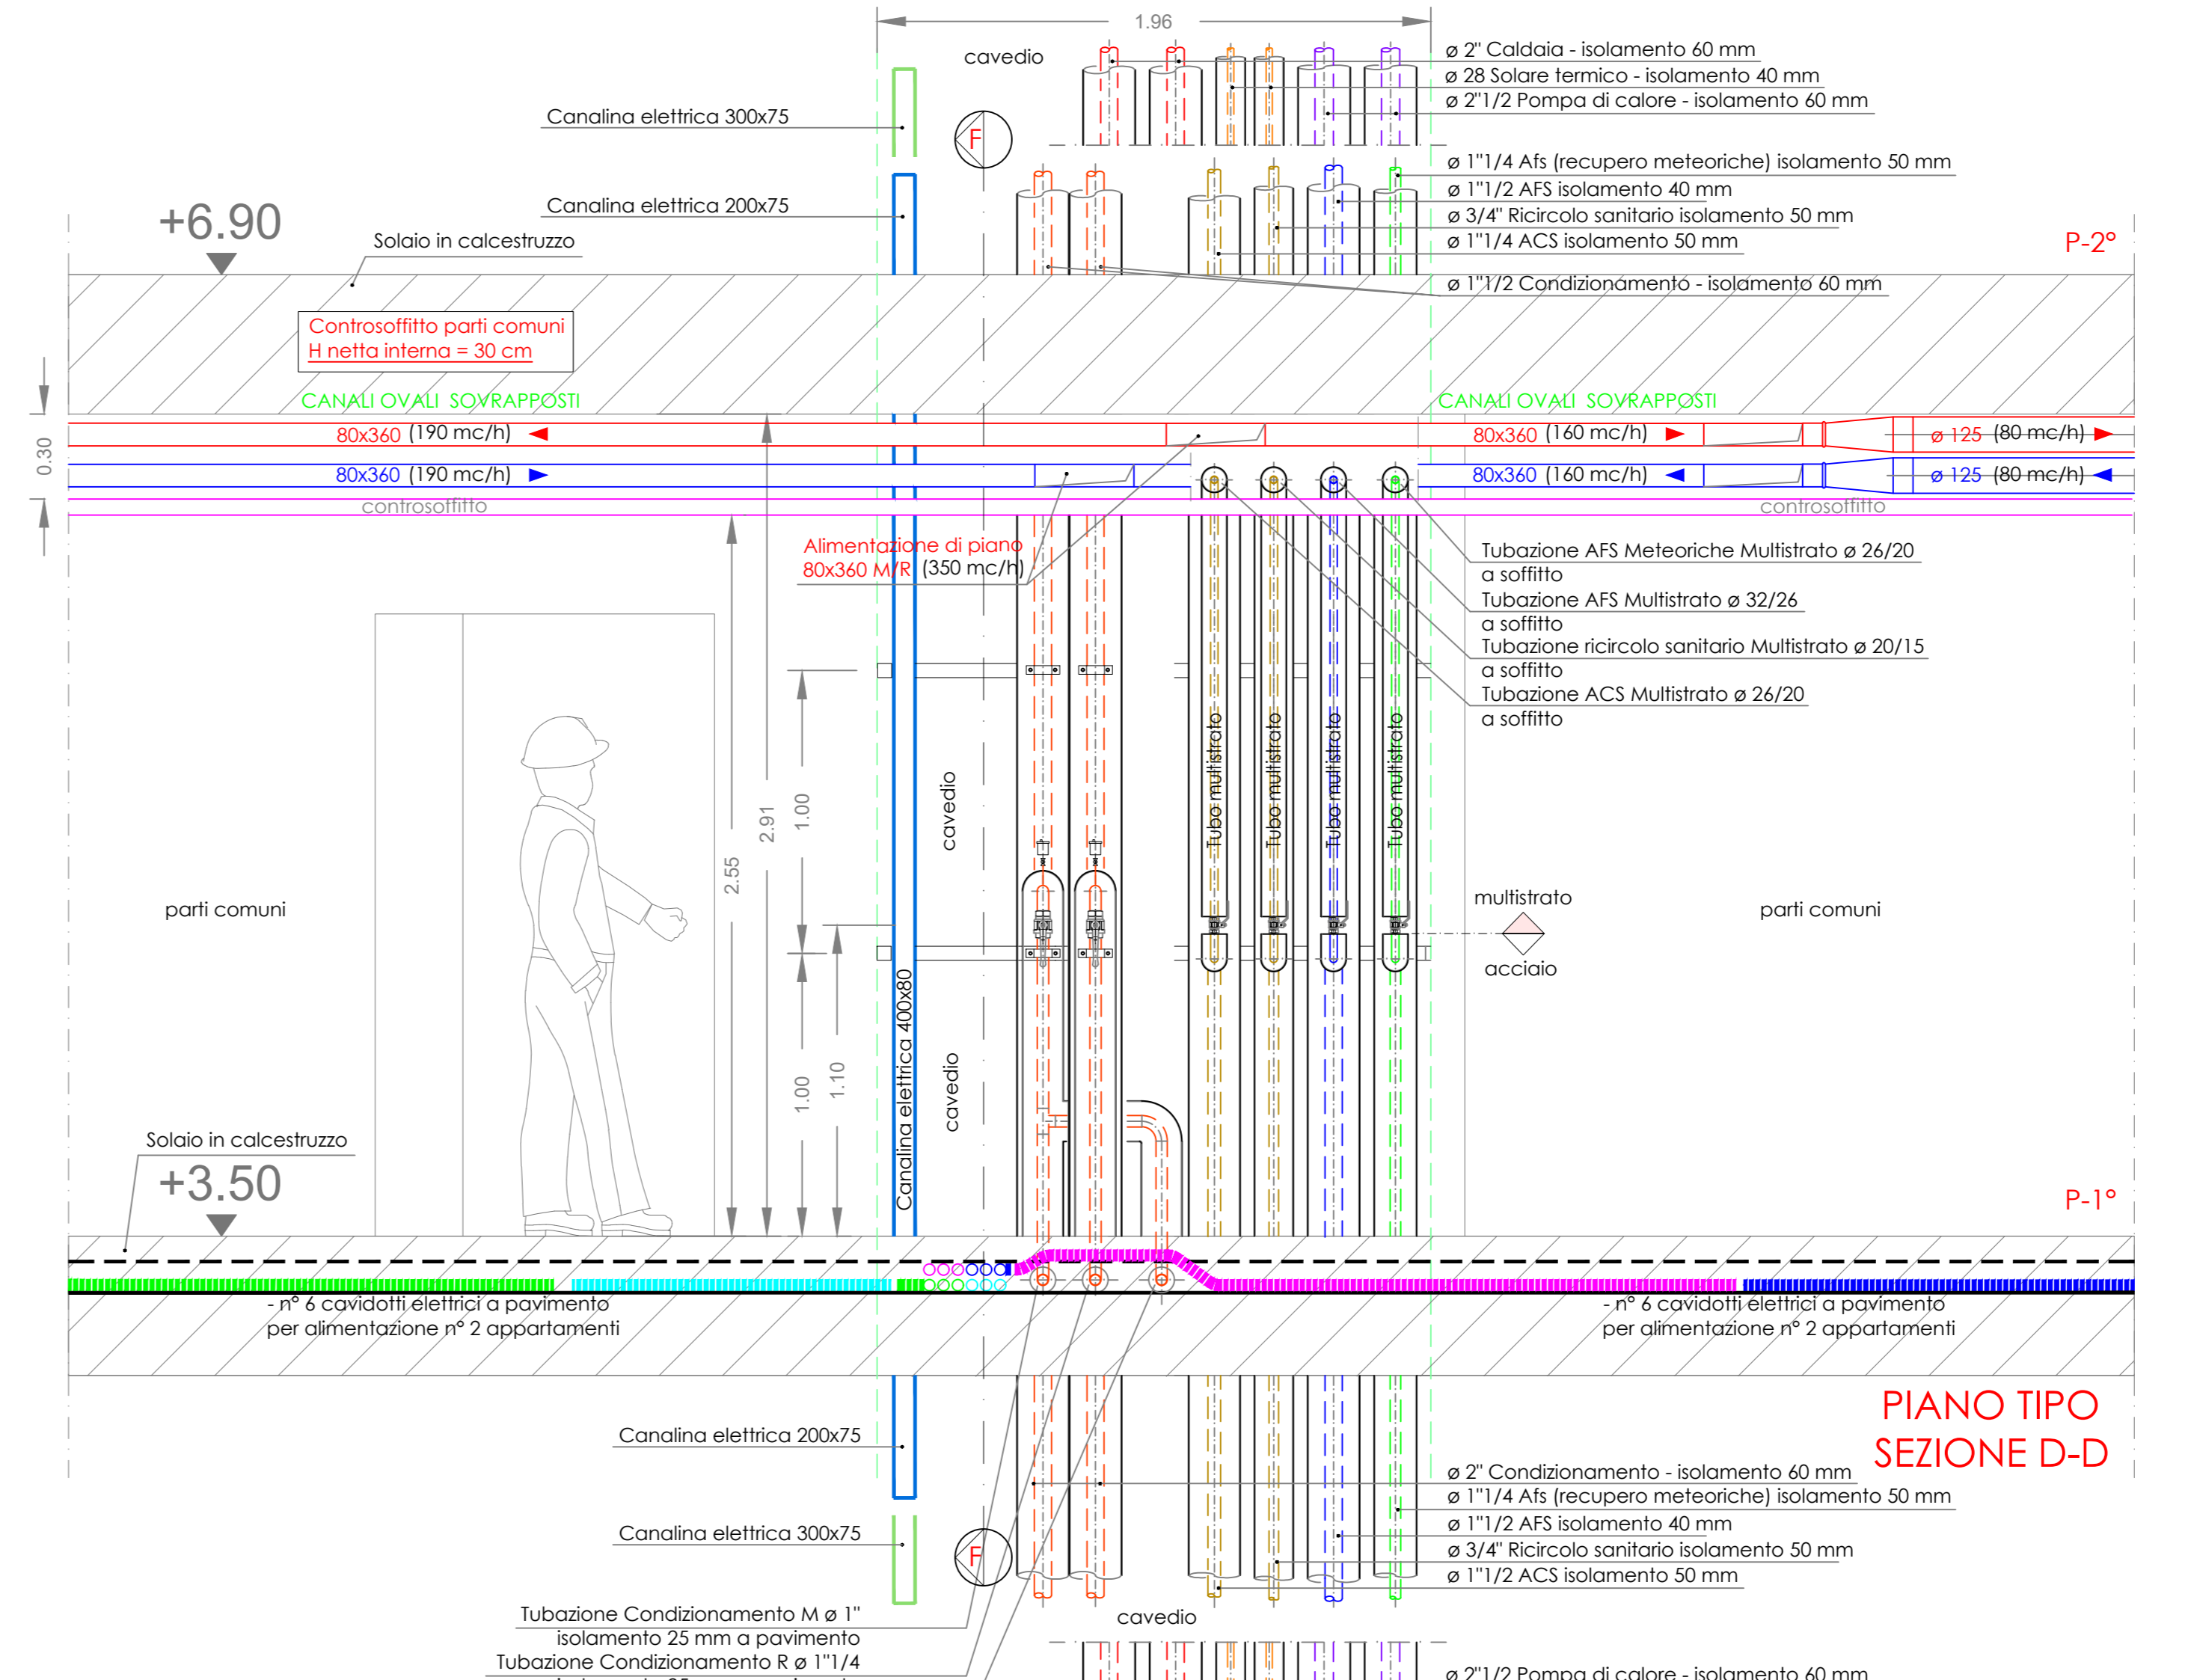 1.96
cavedio
ø 2" Caldaia - isolamento 60 mm
ø 28 Solare termico - isolamento 40 mm
ø 2"1/2 Pompa di calore - isolamento 60 mm
Canalina elettrica 300x75
F
ø 1"1/4 Afs (recupero meteoriche) isolamento 50 mm
ø 1"1/2 AFS isolamento 40 mm
ø 3/4" Ricircolo sanitario isolamento 50 mm
ø 1"1/4 ACS isolamento 50 mm
ø 1"1/2 Condizionamento - isolamento 60 mm
Canalina elettrica 200x75
+6.90
Solaio in calcestruzzo
P-2°
Controsoffitto parti comuni
H netta interna = 30 cm
CANALI OVALI SOVRAPPOSTI
CANALI OVALI SOVRAPPOSTI
0.30
80x360 (190 mc/h)
80x360 (160 mc/h)
ø 125 (80 mc/h)
80x360 (190 mc/h)
80x360 (160 mc/h)
ø 125 (80 mc/h)
controsoffitto
controsoffitto
Alimentazione di piano
80x360 M/R (350 mc/h)
Tubazione AFS Meteoriche Multistrato ø 26/20
a soffitto
Tubazione AFS Multistrato ø 32/26
a soffitto
Tubazione ricircolo sanitario Multistrato ø 20/15
a soffitto
Tubazione ACS Multistrato ø 26/20
a soffitto
Tubo multistrato
Tubo multistrato
Tubo multistrato
Tubo multistrato
2.55
2.91
1.00
1.00
1.10
cavedio
cavedio
Canalina elettrica 400x80
parti comuni
multistrato
acciaio
parti comuni
Solaio in calcestruzzo
+3.50
P-1°
- n° 6 cavidotti elettrici a pavimento
per alimentazione n° 2 appartamenti
- n° 6 cavidotti elettrici a pavimento
per alimentazione n° 2 appartamenti
PIANO TIPO
SEZIONE D-D
Canalina elettrica 200x75
Canalina elettrica 300x75
F
ø 2" Condizionamento - isolamento 60 mm
ø 1"1/4 Afs (recupero meteoriche) isolamento 50 mm
ø 1"1/2 AFS isolamento 40 mm
ø 3/4" Ricircolo sanitario isolamento 50 mm
ø 1"1/2 ACS isolamento 50 mm
cavedio
Tubazione Condizionamento M ø 1"
isolamento 25 mm a pavimento
Tubazione Condizionamento R ø 1"1/4
ø 2"1/2 Pompa di calore - isolamento 60 mm